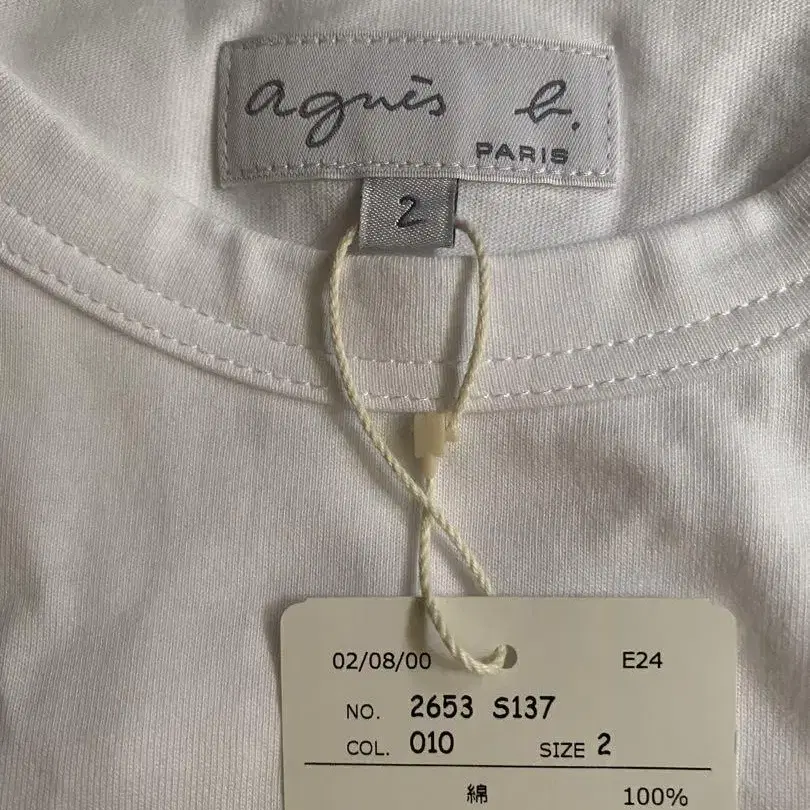 agnès b.
PARIS
2
02/08/00 E24
NO. 2653 S137
COL. 010 SIZE 2
綿 100%